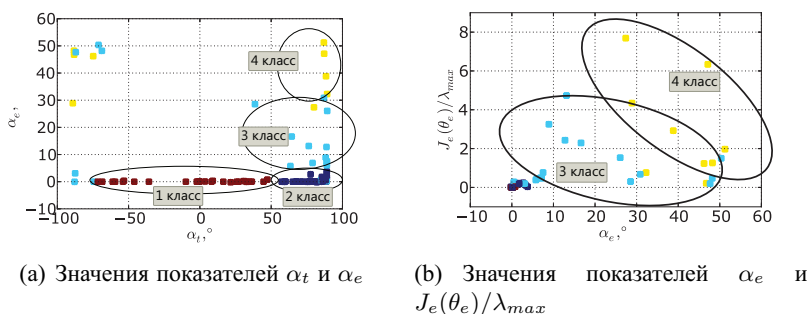 60
50
40
30
20
10
0
−10
−100
−50
0
50
100
α_e,°
α_t,°
4 класс
3 класс
1 класс
2 класс
8
6
4
2
0
−10
0
10
20
30
40
50
60
J_e(θ_e)/λ_max
α_e,°
4 класс
3 класс
(a) Значения показателей α_t и α_e
(b) Значения показателей α_e и
J_e(θ_e)/λ_max